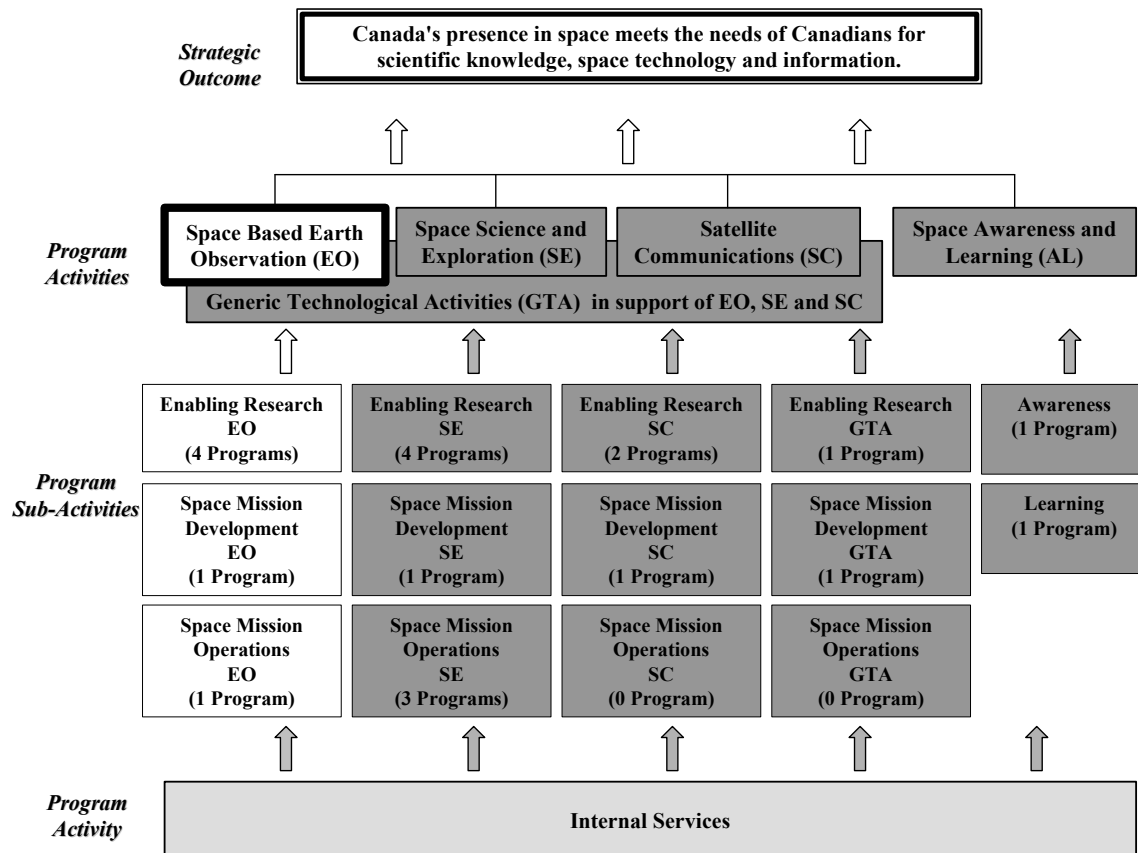 Strategic
Outcome
Canada's presence in space meets the needs of Canadians for
scientific knowledge, space technology and information.
Program
Activities
Space Based Earth
Observation (EO)
Space Science and
Exploration (SE)
Satellite
Communications (SC)
Space Awareness and
Learning (AL)
Generic Technological Activities (GTA) in support of EO, SE and SC
Program
Sub-Activities
Enabling Research
EO
(4 Programs)
Enabling Research
SE
(4 Programs)
Enabling Research
SC
(2 Programs)
Enabling Research
GTA
(1 Program)
Awareness
(1 Program)
Space Mission
Development
EO
(1 Program)
Space Mission
Development
SE
(1 Program)
Space Mission
Development
SC
(1 Program)
Space Mission
Development
GTA
(1 Program)
Learning
(1 Program)
Space Mission
Operations
EO
(1 Program)
Space Mission
Operations
SE
(3 Programs)
Space Mission
Operations
SC
(0 Program)
Space Mission
Operations
GTA
(0 Program)
Program
Activity
Internal Services